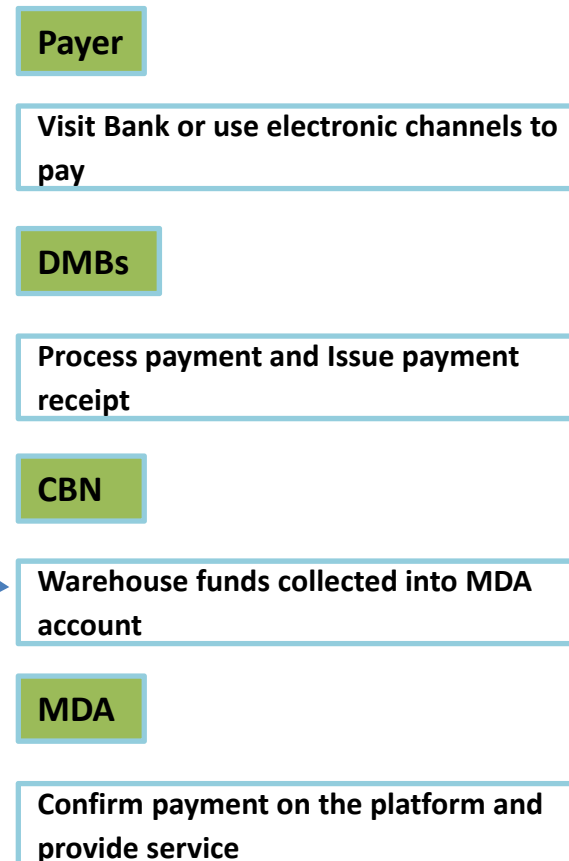 Payer
Visit Bank or use electronic channels to
pay
DMBs
Process payment and Issue payment
receipt
CBN
Warehouse funds collected into MDA
account
MDA
Confirm payment on the platform and
provide service